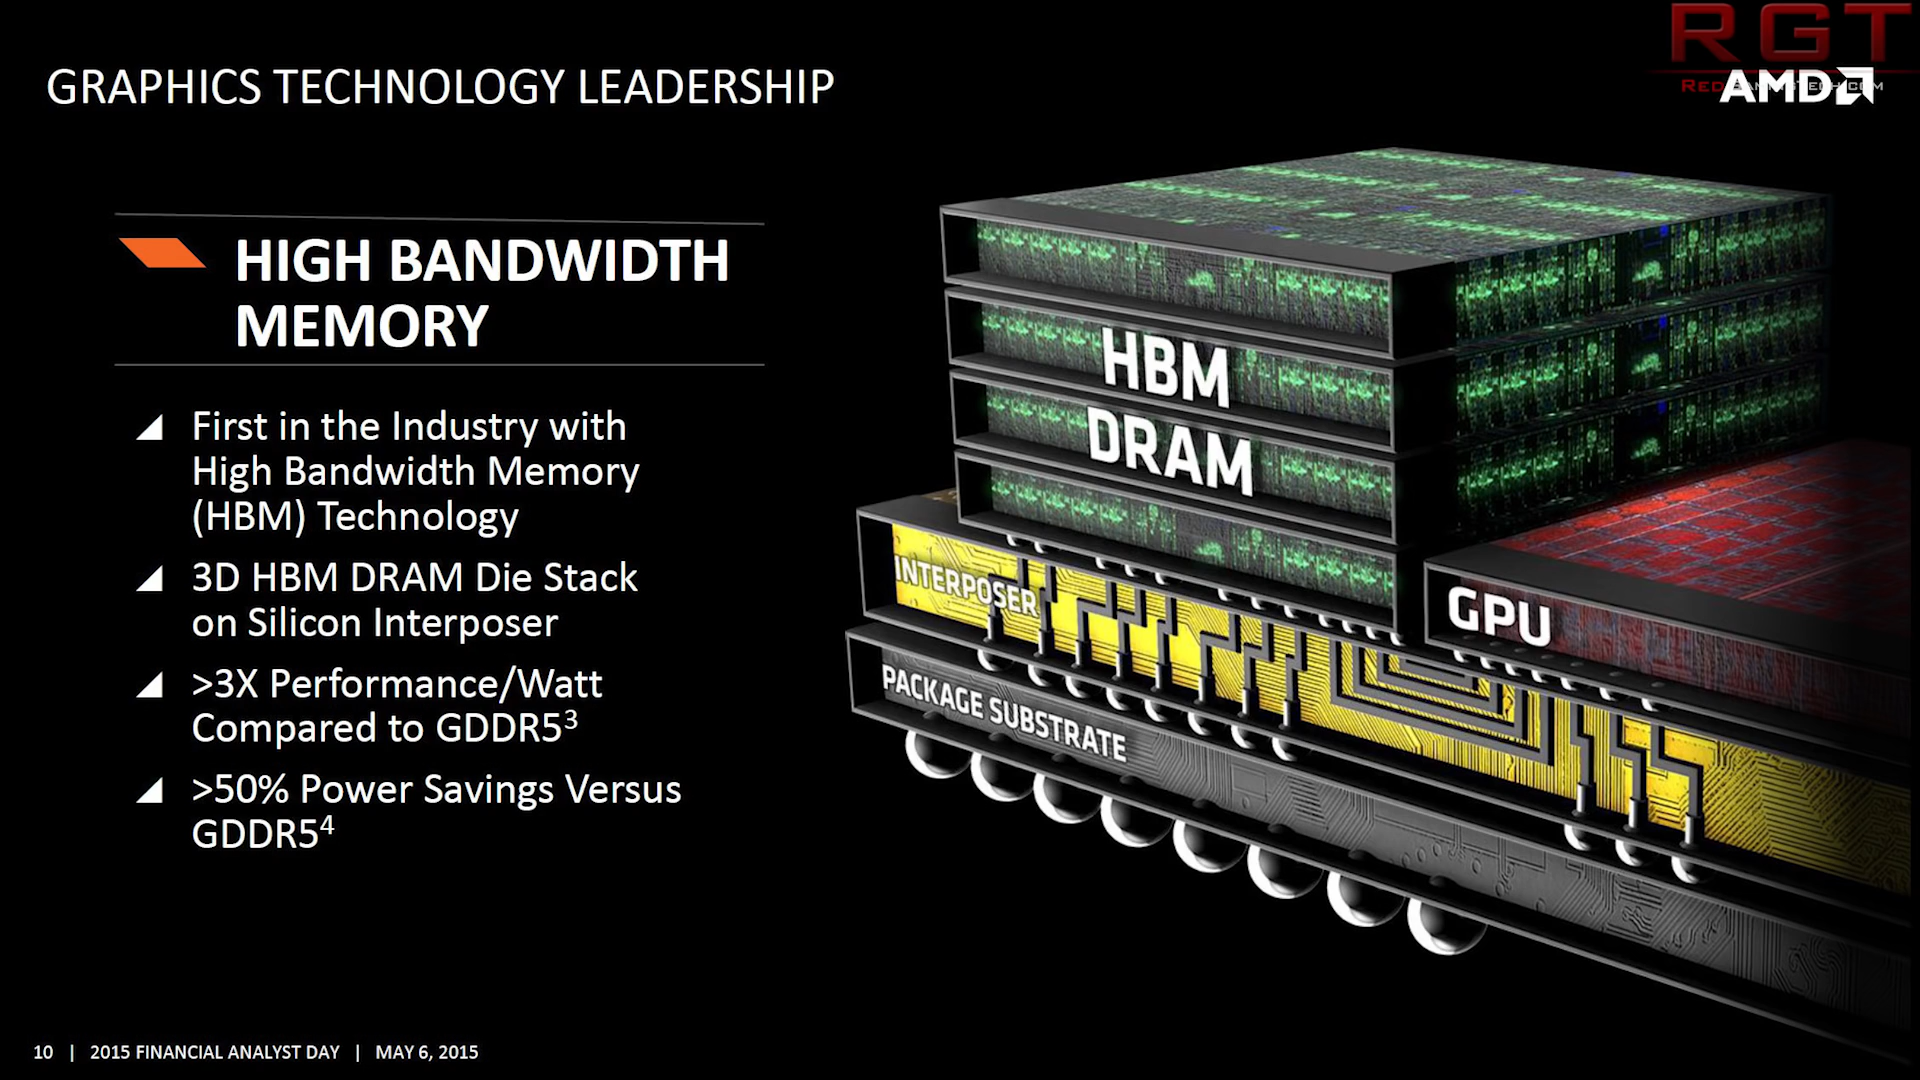 RGT
GRAPHICS TECHNOLOGY LEADERSHIP
AMD
HIGH BANDWIDTH
MEMORY
First in the Industry with
High Bandwidth Memory
(HBM) Technology
3D HBM DRAM Die Stack
on Silicon Interposer
>3X Performance/Watt
Compared to GDDR5³
>50% Power Savings Versus
GDDR5⁴
HBM
DRAM
INTERPOSER
GPU
PACKAGE SUBSTRATE
10 | 2015 FINANCIAL ANALYST DAY | MAY 6, 2015